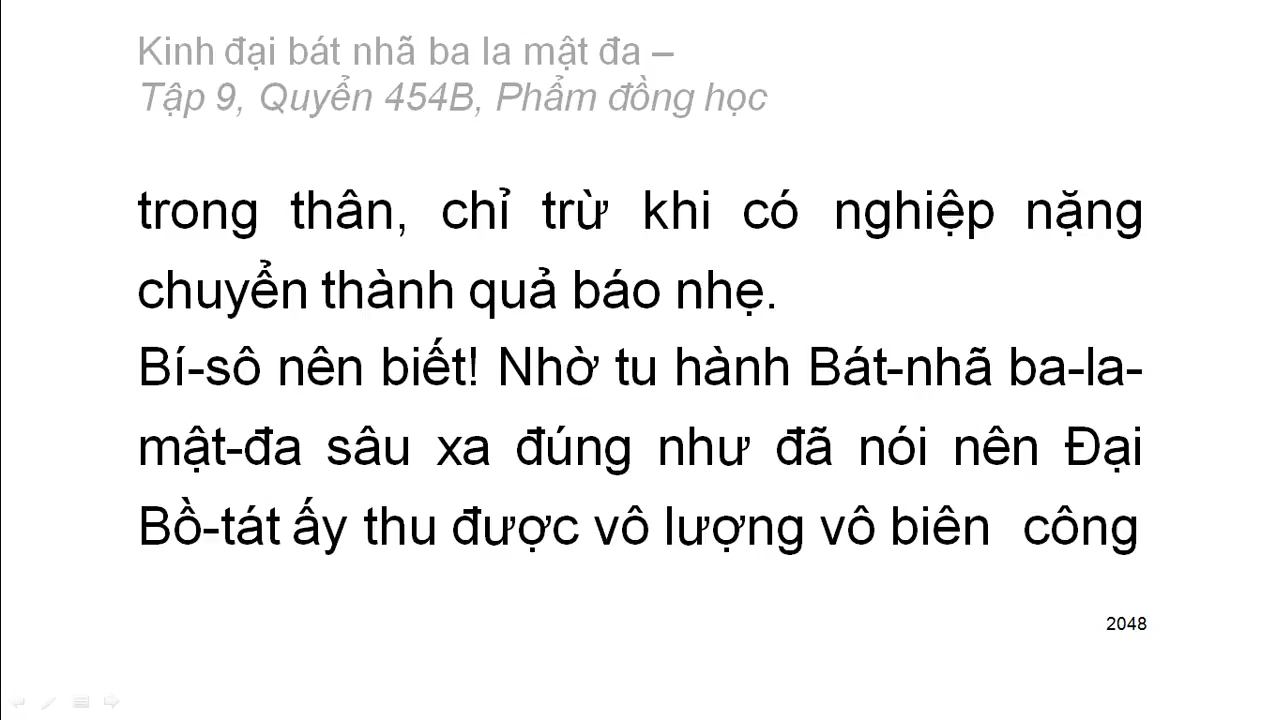 Kinh đại bát nhã ba la mật đa –
Tập 9, Quyển 454B, Phẩm đồng học
trong thân, chỉ trừ khi có nghiệp nặng
chuyển thành quả báo nhẹ.
Bí-sô nên biết! Nhờ tu hành Bát-nhã ba-la-
mật-đa sâu xa đúng như đã nói nên Đại
Bồ-tát ấy thu được vô lượng vô biên công
2048